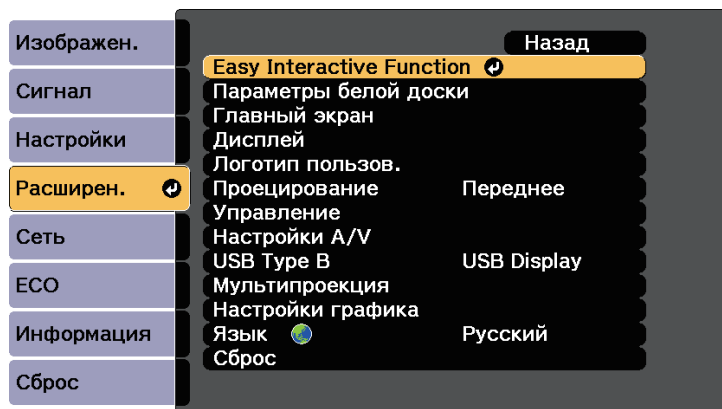 Изображен.
Сигнал
Настройки
Расширен.
Сеть
ECO
Информация
Сброс
Назад
Easy Interactive Function
Параметры белой доски
Главный экран
Дисплей
Логотип пользов.
Проецирование Переднее
Управление
Настройки A/V
USB Type B USB Display
Мультипроекция
Настройки графика
Язык Русский
Сброс